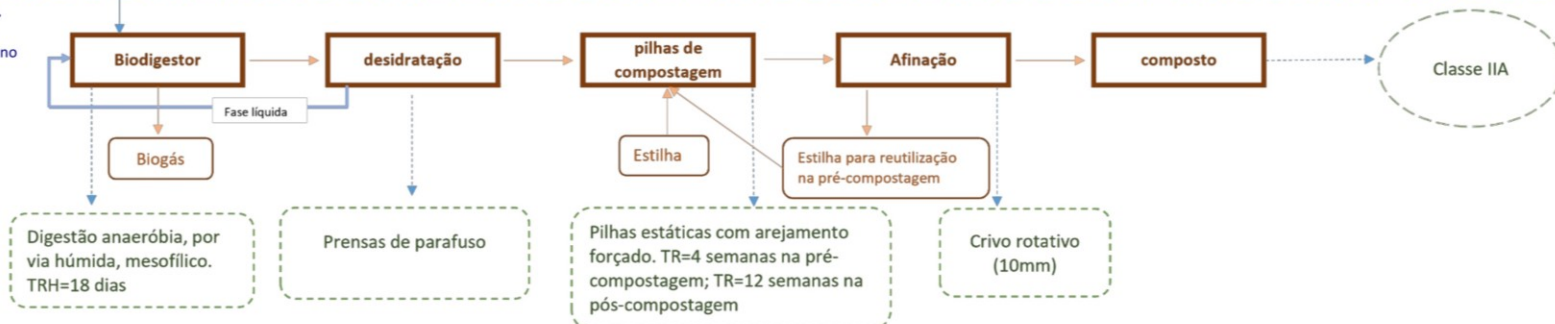 no
Biodigestor
desidratação
pilhas de
compostagem
Afinação
composto
Classe IIA
Fase líquida
Biogás
Estilha
Estilha para reutilização
na pré-compostagem
Digestão anaeróbia, por
via húmida, mesofílico.
TRH=18 dias
Prensas de parafuso
Pilhas estáticas com arejamento
forçado. TR=4 semanas na pré-
compostagem; TR=12 semanas na
pós-compostagem
Crivo rotativo
(10mm)